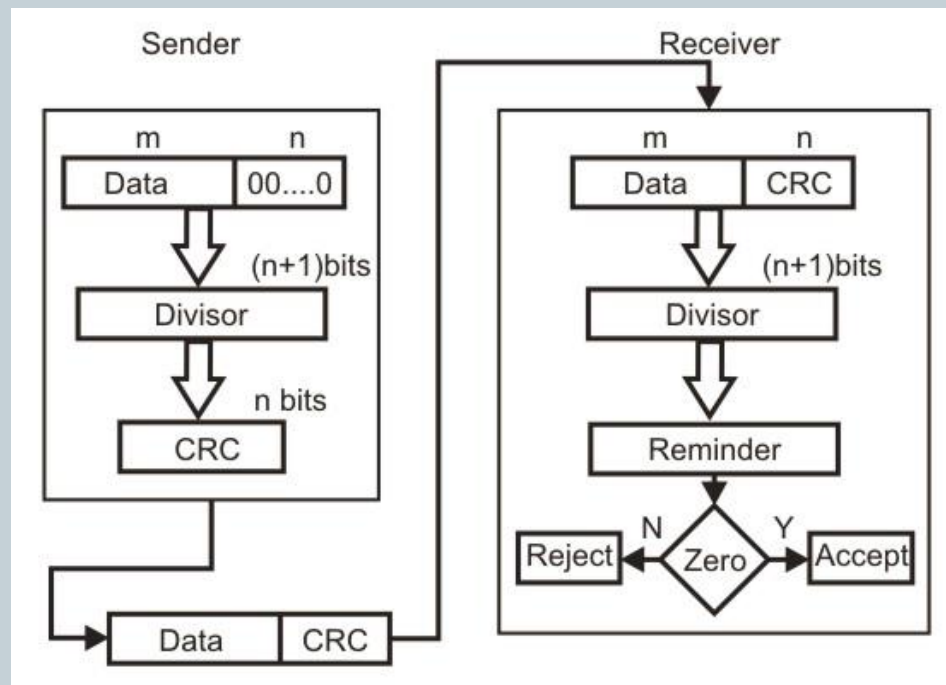 Sender
m n
Data 00....0
(n+1)bits
Divisor
n bits
CRC
Data CRC
Receiver
m n
Data CRC
(n+1)bits
Divisor
Reminder
N Y
Reject Zero Accept